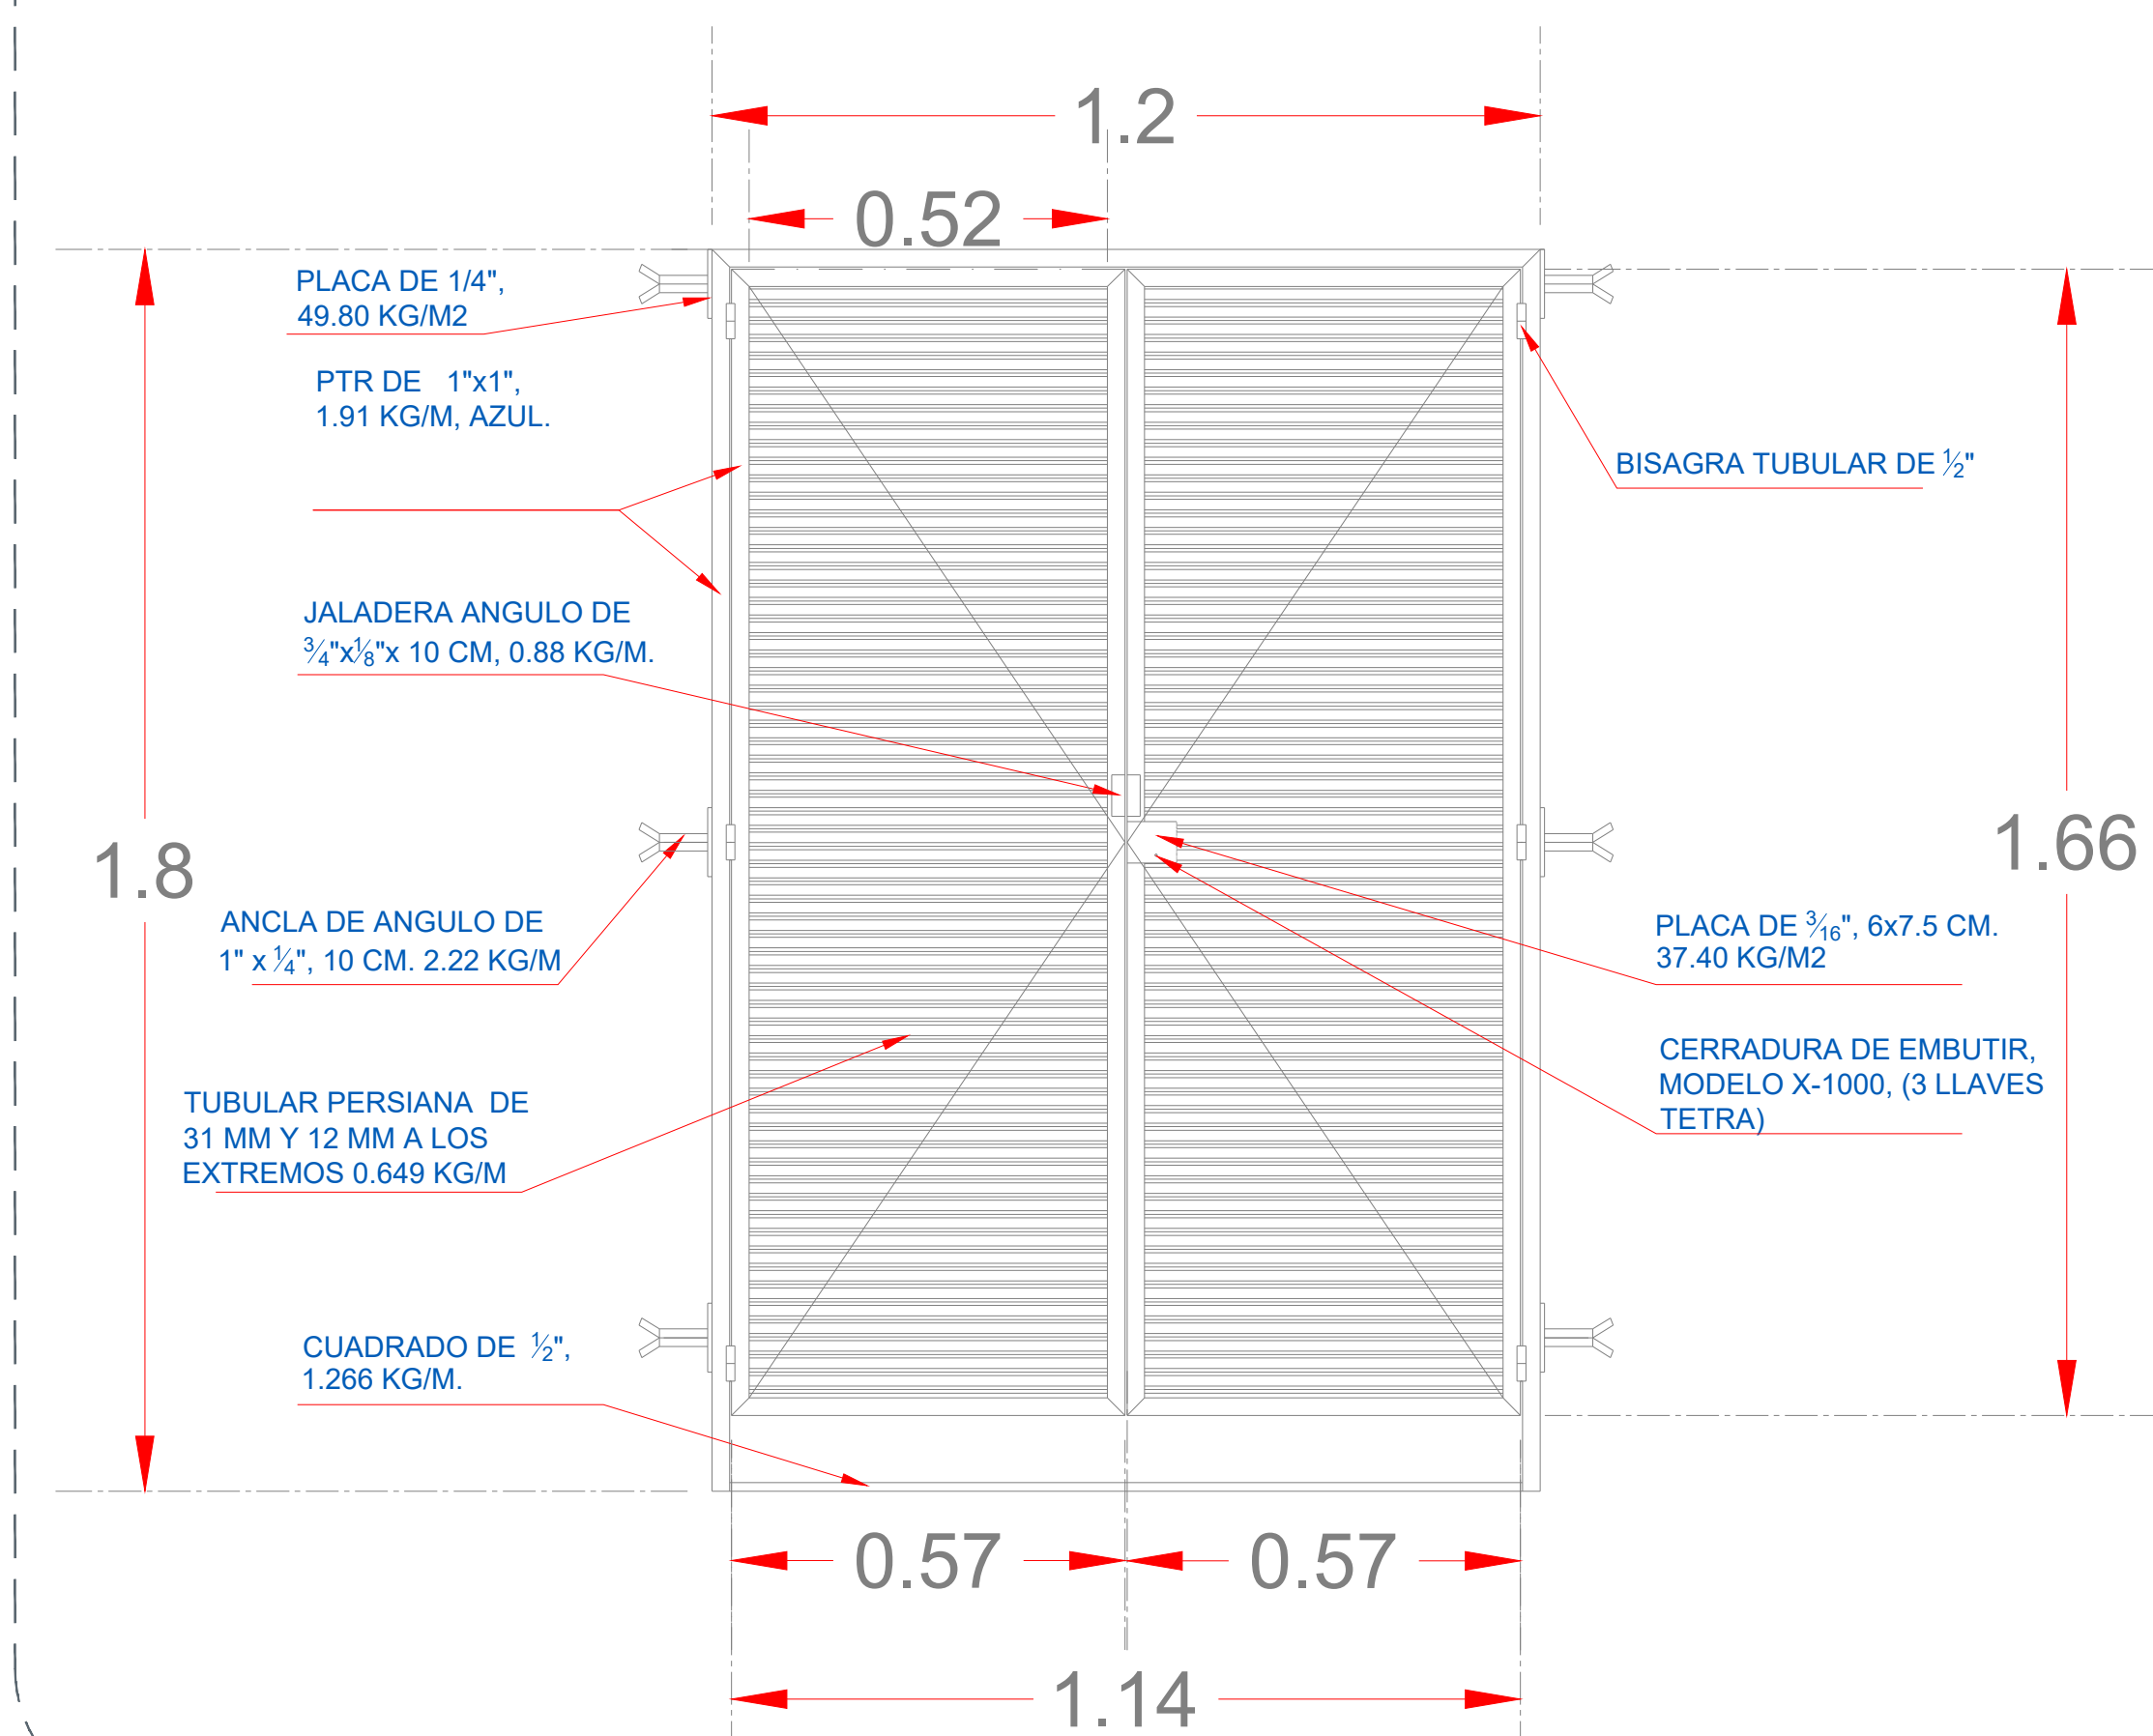 1.2
0.52
PLACA DE 1/4",
49.80 KG/M2
PTR DE 1"x1",
1.91 KG/M, AZUL.
BISAGRA TUBULAR DE ½"
JALADERA ANGULO DE
¾"x⅛"x 10 CM, 0.88 KG/M.
1.8
1.66
ANCLA DE ANGULO DE
1" x ¼", 10 CM. 2.22 KG/M
PLACA DE 3⁄16", 6x7.5 CM.
37.40 KG/M2
CERRADURA DE EMBUTIR,
MODELO X-1000, (3 LLAVES
TETRA)
TUBULAR PERSIANA DE
31 MM Y 12 MM A LOS
EXTREMOS 0.649 KG/M
CUADRADO DE ½",
1.266 KG/M.
0.57
0.57
1.14